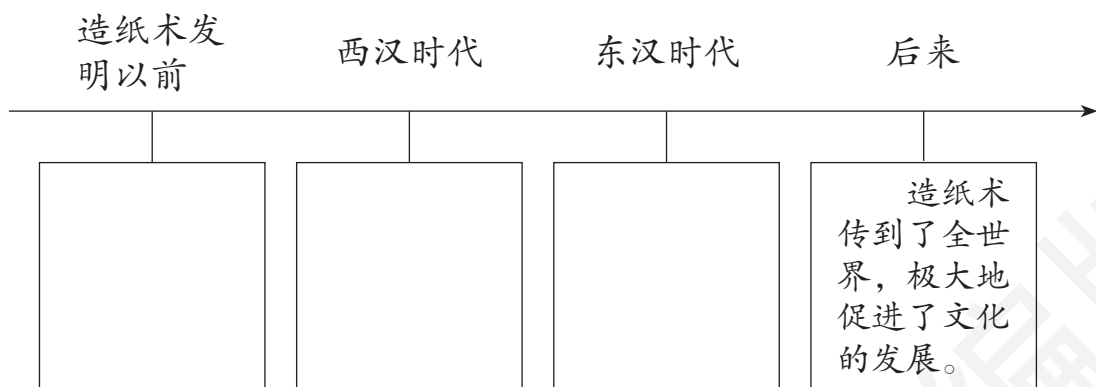 造纸术发
明以前
西汉时代
东汉时代
后来
造纸术
传到了全世
界，极大地
促进了文化
的发展。